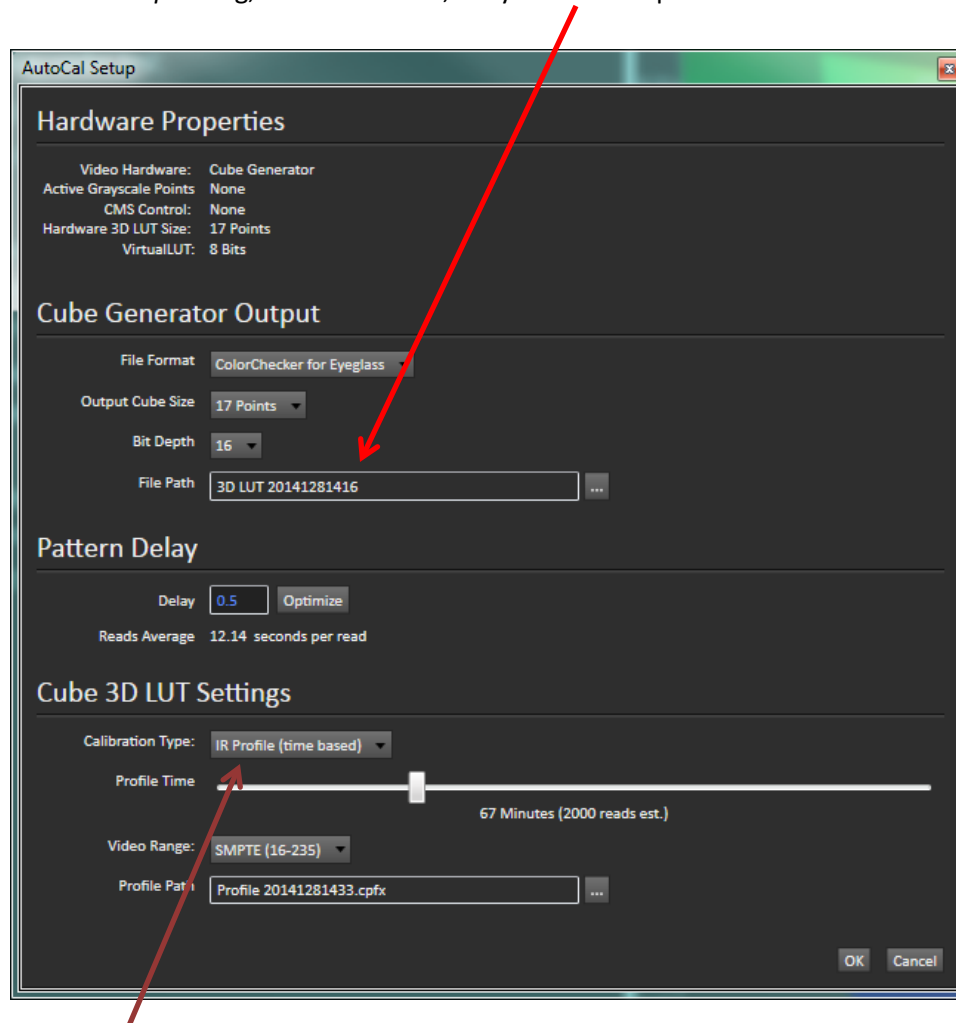 AutoCal Setup
Hardware Properties
Video Hardware: Cube Generator
Active Grayscale Points None
CMS Control: None
Hardware 3D LUT Size: 17 Points
VirtualLUT: 8 Bits
Cube Generator Output
File Format ColorChecker for Eyeglass
Output Cube Size 17 Points
Bit Depth 16
File Path 3D LUT 20141281416 ...
Pattern Delay
Delay 0.5 Optimize
Reads Average 12.14 seconds per read
Cube 3D LUT Settings
Calibration Type: IR Profile (time based)
Profile Time
67 Minutes (2000 reads est.)
Video Range: SMPTE (16-235)
Profile Path Profile 20141281433.cpfx ...
OK Cancel